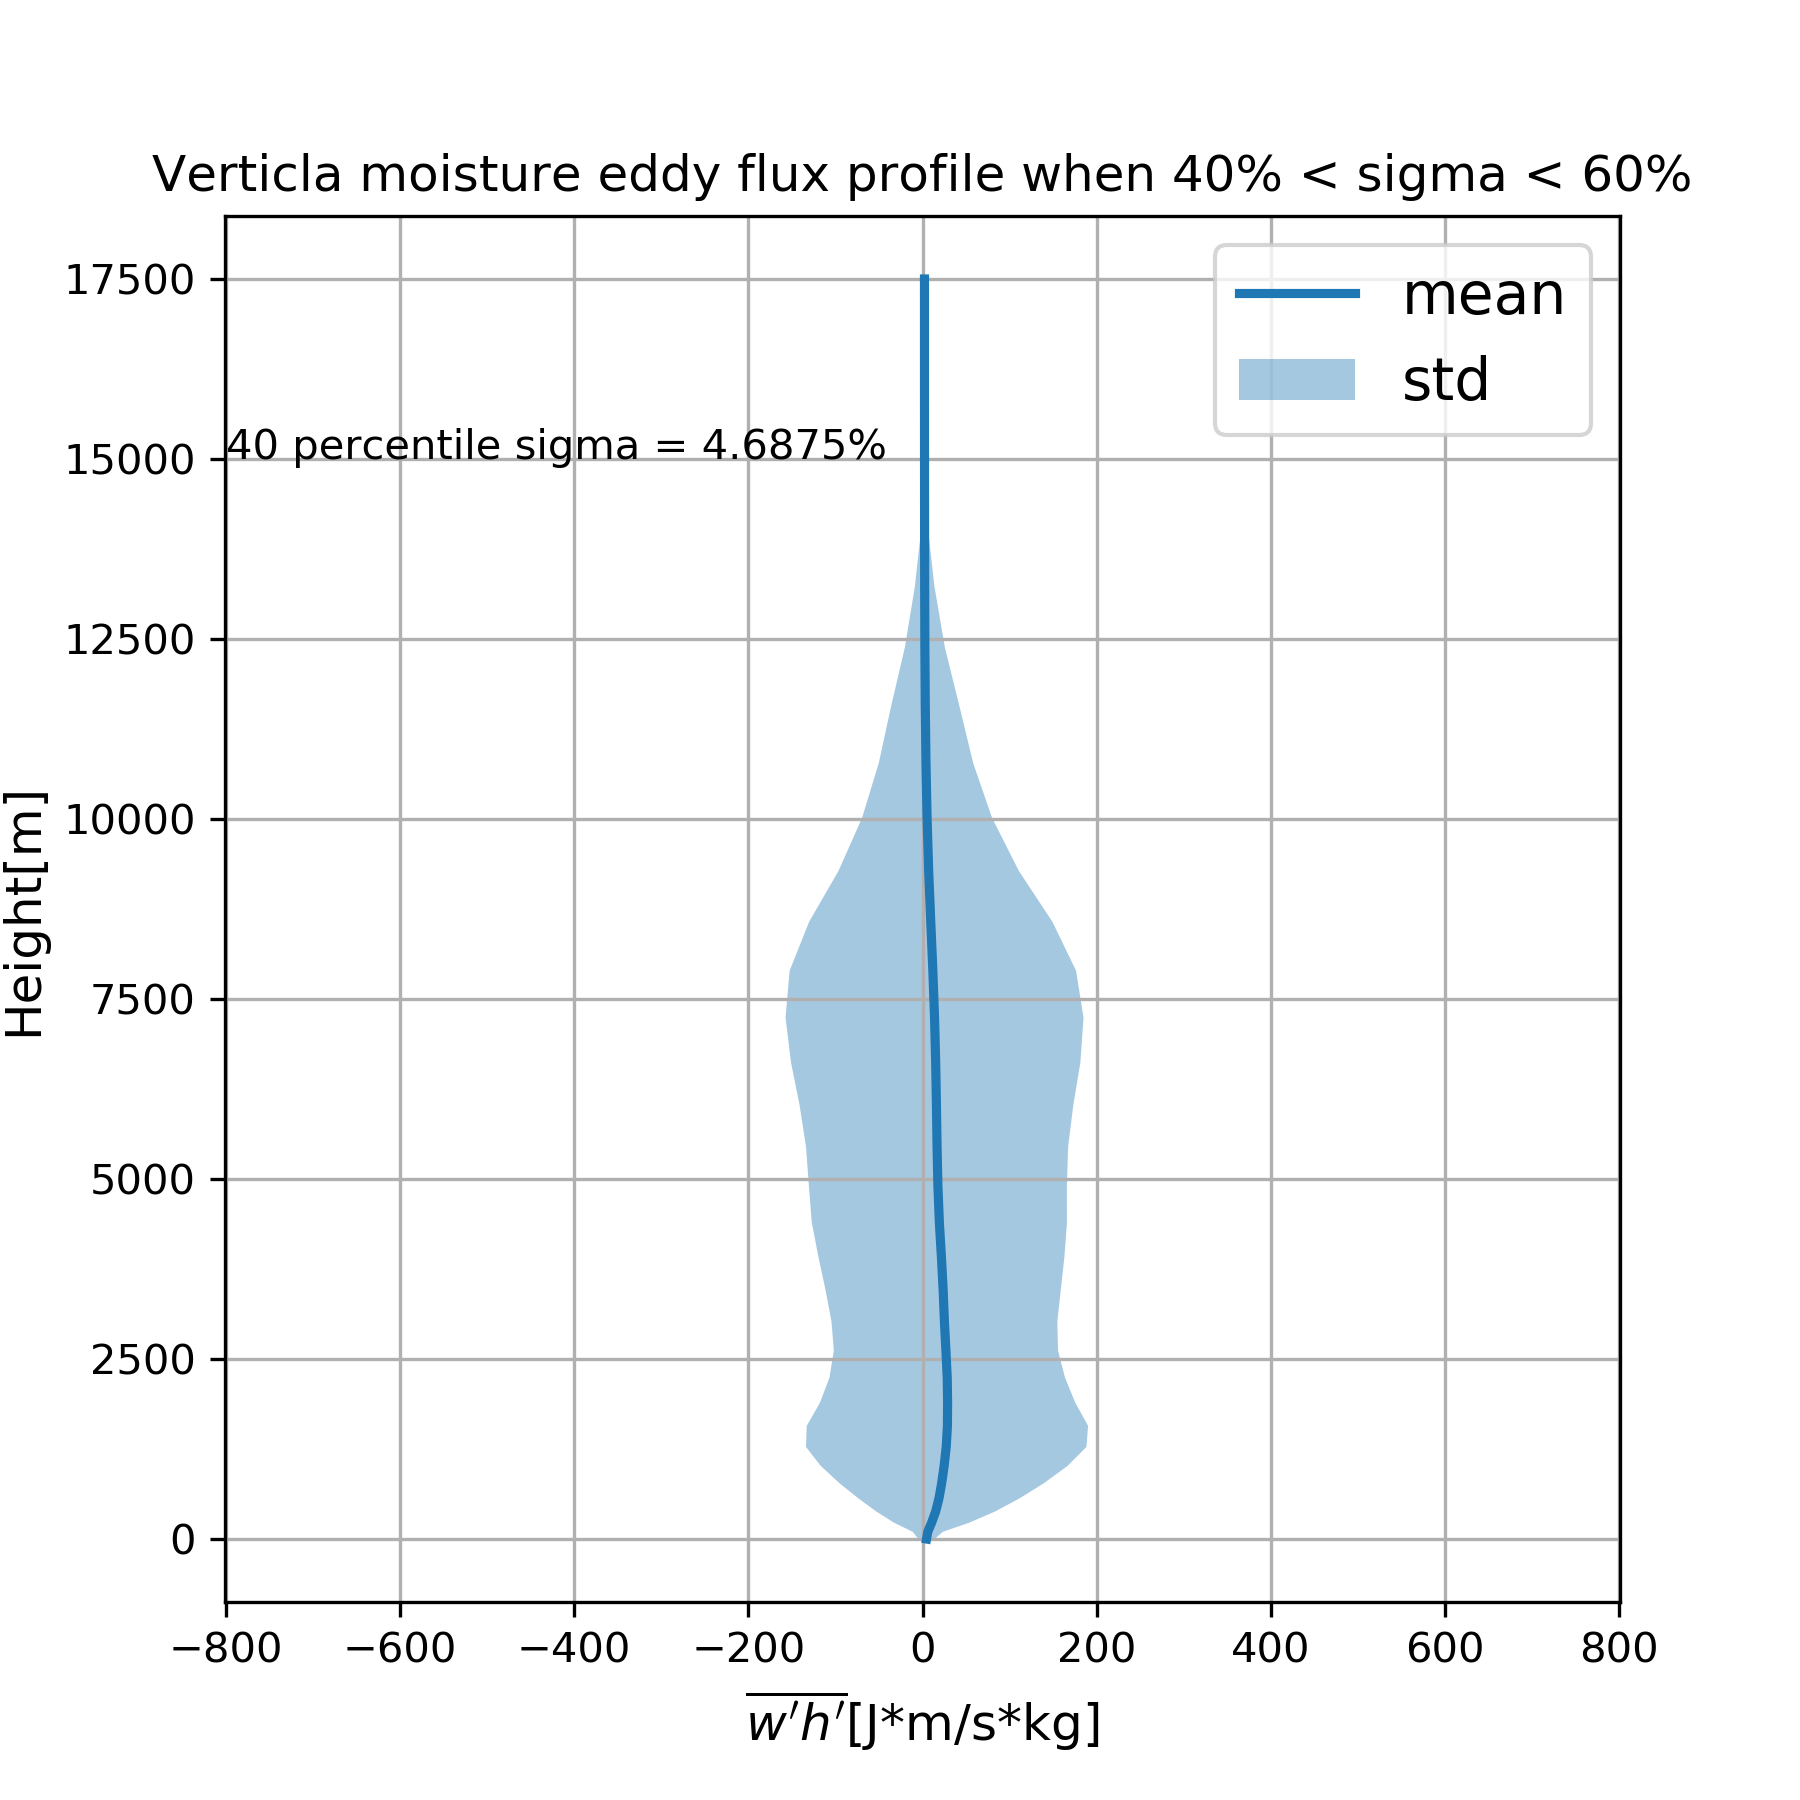 Verticla moisture eddy flux profile when 40% < sigma < 60%
17500
15000
12500
10000
7500
5000
2500
0
Height[m]
mean
std
40 percentile sigma = 4.6875%
−800 −600 −400 −200 0 200 400 600 800
w′h′[J*m/s*kg]